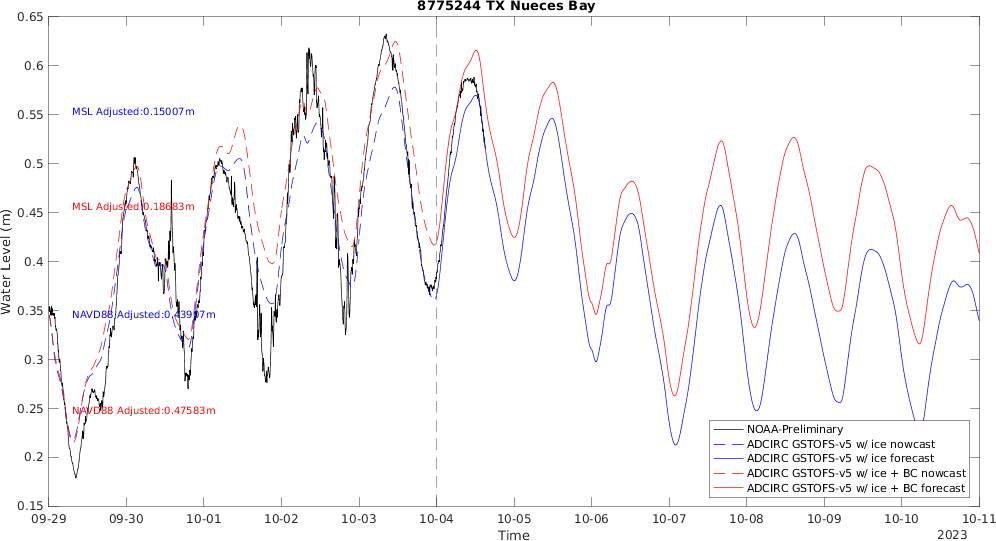 8775244 TX Nueces Bay
0.65
0.6
0.55
0.5
0.45
0.4
0.35
0.3
0.25
0.2
0.15
Water Level (m)
MSL Adjusted:0.15007m
MSL Adjusted:0.18683m
NAVD88 Adjusted:0.43907m
NAVD88 Adjusted:0.47583m
NOAA-Preliminary
ADCIRC GSTOFS-v5 w/ ice nowcast
ADCIRC GSTOFS-v5 w/ ice forecast
ADCIRC GSTOFS-v5 w/ ice + BC nowcast
ADCIRC GSTOFS-v5 w/ ice + BC forecast
09-29 09-30 10-01 10-02 10-03 10-04 10-05 10-06 10-07 10-08 10-09 10-10 10-11
Time
2023